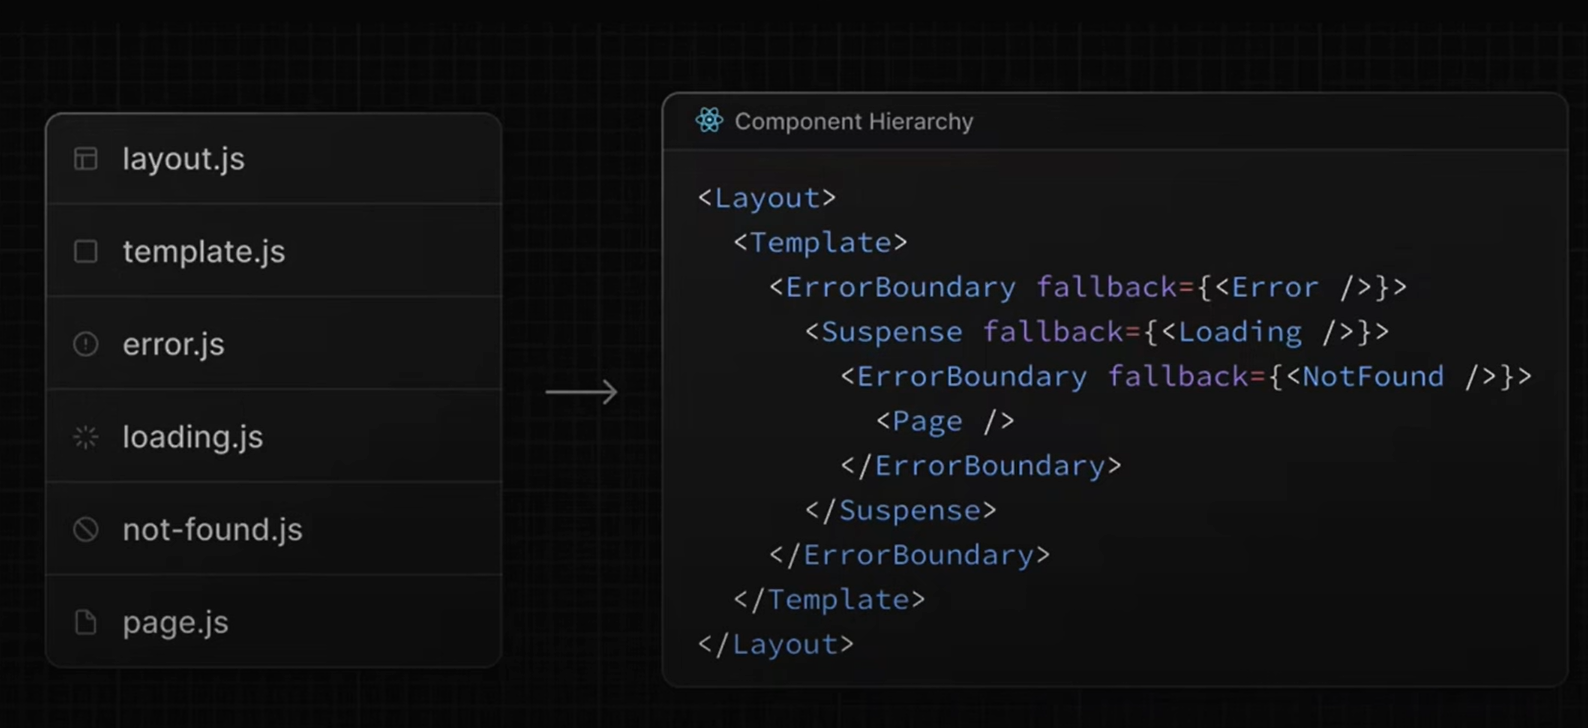 layout.js
template.js
error.js
loading.js
not-found.js
page.js
Component Hierarchy
<Layout>
<Template>
<ErrorBoundary fallback={<Error />}>
<Suspense fallback={<Loading />}>
<ErrorBoundary fallback={<NotFound />}>
<Page />
</ErrorBoundary>
</Suspense>
</ErrorBoundary>
</Template>
</Layout>